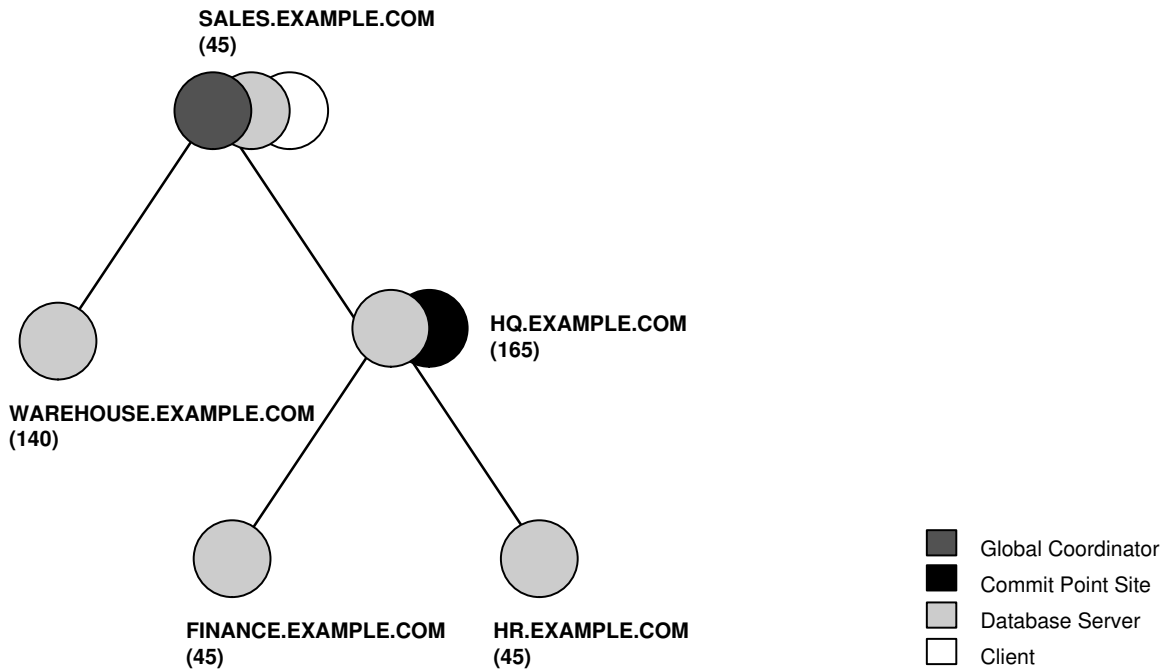 SALES.EXAMPLE.COM
(45)
HQ.EXAMPLE.COM
(165)
WAREHOUSE.EXAMPLE.COM
(140)
FINANCE.EXAMPLE.COM
(45)
HR.EXAMPLE.COM
(45)
Global Coordinator
Commit Point Site
Database Server
Client